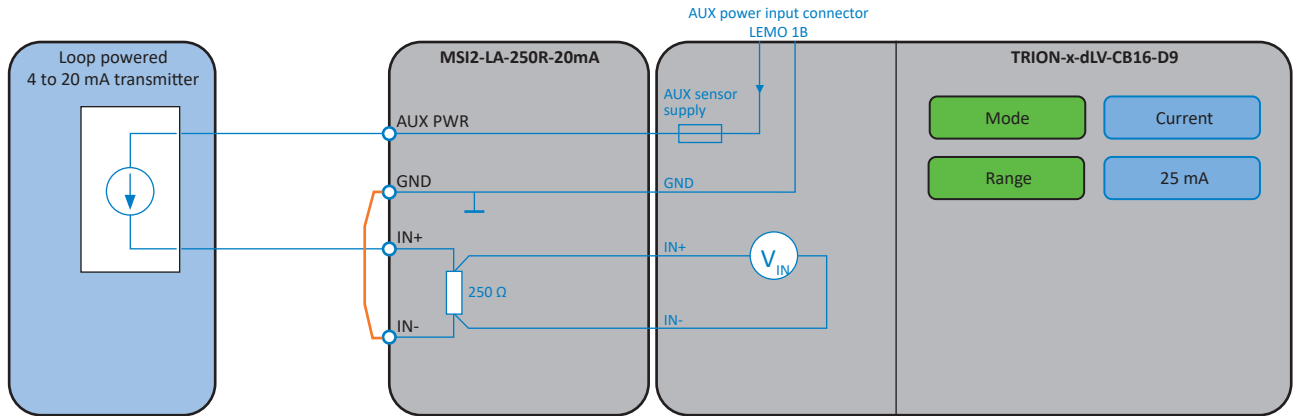 AUX power input connector
LEMO 1B
Loop powered
4 to 20 mA transmitter
MSI2-LA-250R-20mA
TRION-x-dLV-CB16-D9
AUX sensor
supply
AUX PWR
Mode
Current
GND
GND
Range
25 mA
IN+
IN+
VIN
250 Ω
IN-
IN-